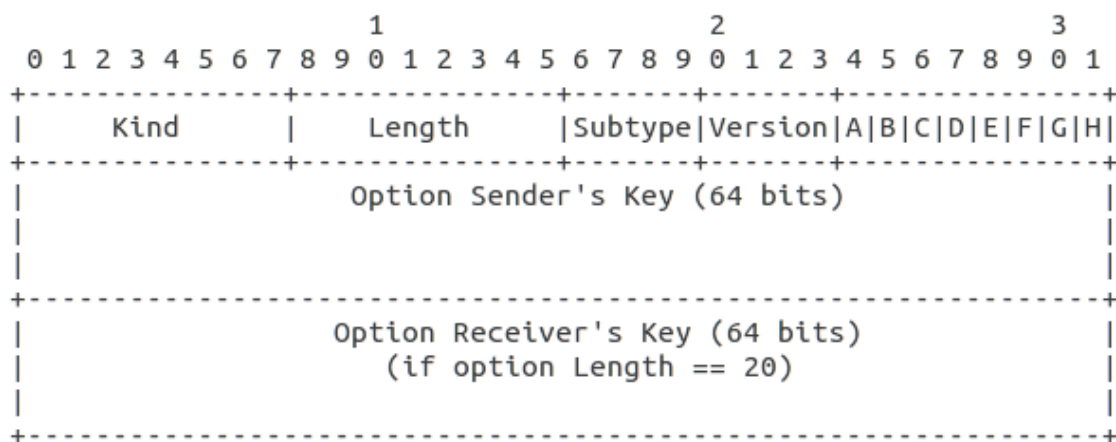 1                   2                   3
 0 1 2 3 4 5 6 7 8 9 0 1 2 3 4 5 6 7 8 9 0 1 2 3 4 5 6 7 8 9 0 1
+---------------+---------------+-------+-------+---------------+
|     Kind      |    Length     |Subtype|Version|A|B|C|D|E|F|G|H|
+---------------+---------------+-------+-------+---------------+
|                   Option Sender's Key (64 bits)               |
|                                                               |
|                                                               |
+---------------------------------------------------------------+
|                  Option Receiver's Key (64 bits)              |
|                     (if option Length == 20)                  |
|                                                               |
+---------------------------------------------------------------+